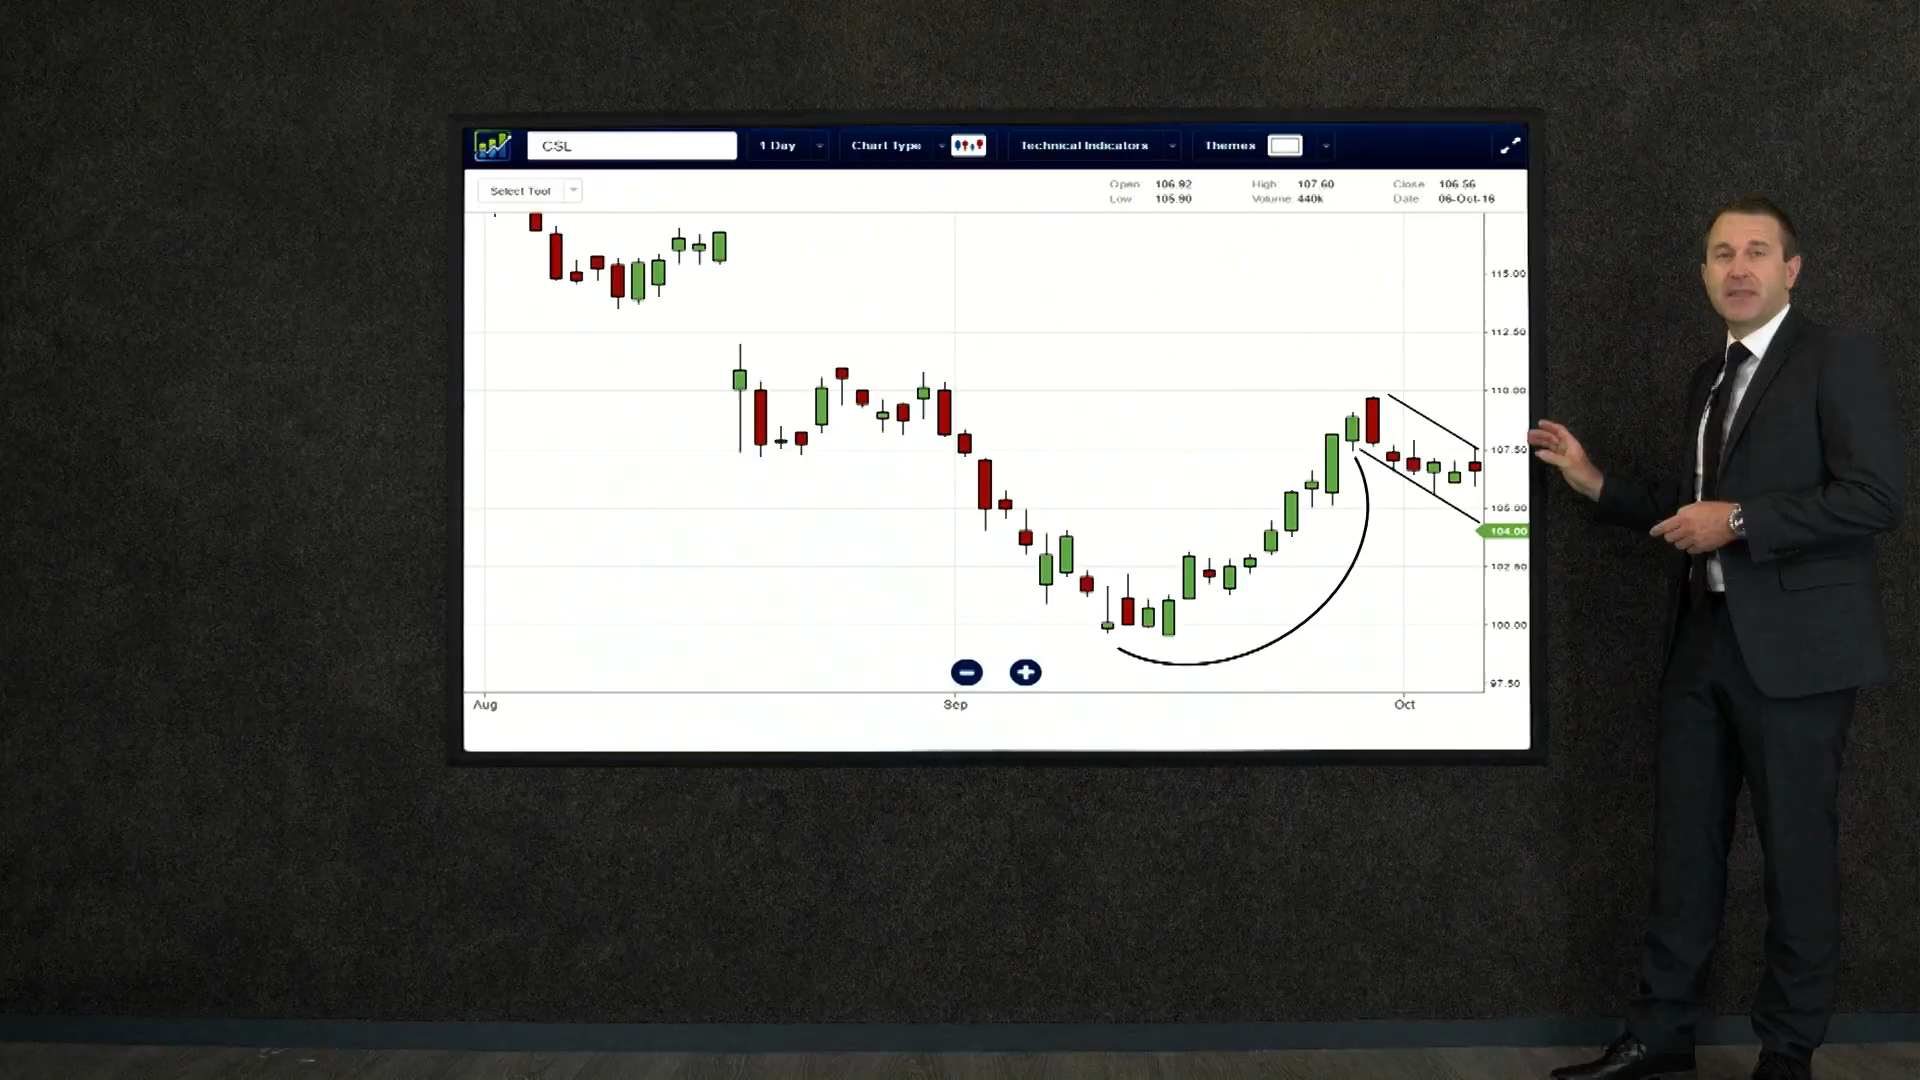 CSL 1 Day Chart Type Technical Indicators Themes
Select Tool
Open: 106.92 High: 107.60 Close: 106.56
Low: 105.90 Volume: 440k Date: 06-Oct-16
115.00
112.50
110.00
107.50
105.00
104.00
102.50
100.00
97.50
Aug Sep Oct